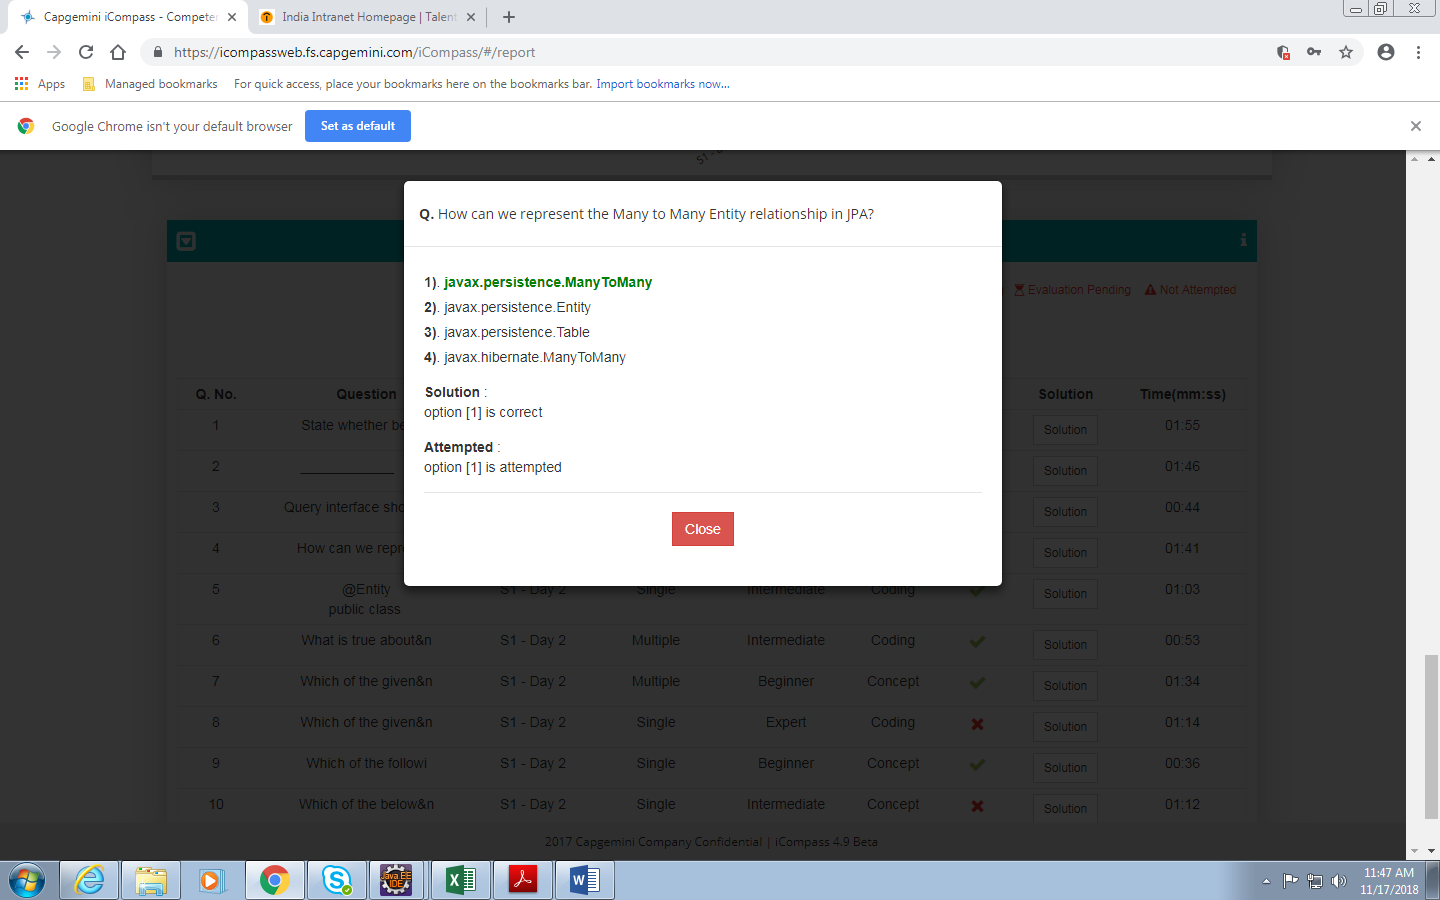 Capgemini iCompass - Competen
India Intranet Homepage | Talent
https://icompassweb.fs.capgemini.com/iCompass/#/report
Apps
Managed bookmarks
For quick access, place your bookmarks here on the bookmarks bar. Import bookmarks now...
Google Chrome isn't your default browser
Set as default
S1 -
Q. How can we represent the Many to Many Entity relationship in JPA?
1). javax.persistence.ManyToMany
2). javax.persistence.Entity
3). javax.persistence.Table
4). javax.hibernate.ManyToMany
Solution :
option [1] is correct
Attempted :
option [1] is attempted
Close
Evaluation Pending Not Attempted
Q. No. Question Solution Time(mm:ss)
1 State whether be Solution 01:55
2 ____________ Solution 01:46
3 Query interface sho Solution 00:44
4 How can we repr Solution 01:41
5 @Entity S1 - Day 2 Single Intermediate Coding Solution 01:03
public class
6 What is true about&n S1 - Day 2 Multiple Intermediate Coding Solution 00:53
7 Which of the given&n S1 - Day 2 Multiple Beginner Concept Solution 01:34
8 Which of the given&n S1 - Day 2 Single Expert Coding Solution 01:14
9 Which of the followi S1 - Day 2 Single Beginner Concept Solution 00:36
10 Which of the below&n S1 - Day 2 Single Intermediate Concept Solution 01:12
2017 Capgemini Company Confidential | iCompass 4.9 Beta
Java EE
IDE
11:47 AM
11/17/2018